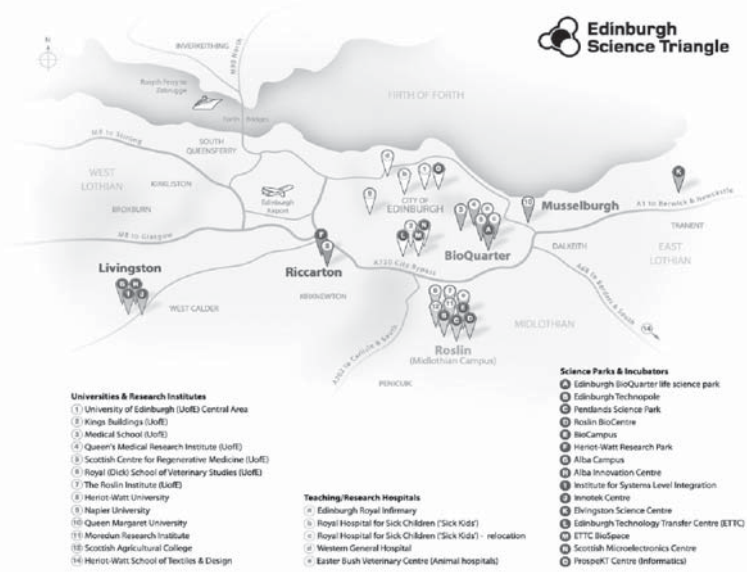 Edinburgh
Science Triangle
N
INVERKEITHING
M90 North
Rosyth Ferry to
Zebrugge
FIRTH OF FORTH
Forth Bridges
M9 to Stirling
SOUTH
QUEENSFERRY
WEST
LOTHIAN
KIRKLISTON
BROXBURN
Edinburgh
Airport
CITY OF
EDINBURGH
Musselburgh
A1 to Berwick & Newcastle
TRANENT
M8 to Glasgow
BioQuarter
DALKEITH
EAST
LOTHIAN
Livingston
Riccarton
A720 City Bypass
A68 to Borders & South
WEST CALDER
KIRKNEWTON
MIDLOTHIAN
Roslin
(Midlothian Campus)
A702 to Carlisle & South
PENICUIK
Universities & Research Institutes
1 University of Edinburgh (UofE) Central Area
2 Kings Buildings (UofE)
3 Medical School (UofE)
4 Queen's Medical Research Institute (UofE)
5 Scottish Centre for Regenerative Medicine (UofE)
6 Royal (Dick) School of Veterinary Studies (UofE)
7 The Roslin Institute (UofE)
8 Heriot-Watt University
9 Napier University
10 Queen Margaret University
11 Moredun Research Institute
12 Scottish Agricultural College
14 Heriot-Watt School of Textiles & Design
Teaching/Research Hospitals
a Edinburgh Royal Infirmary
b Royal Hospital for Sick Children ('Sick Kids')
c Royal Hospital for Sick Children ('Sick Kids') - relocation
d Western General Hospital
e Easter Bush Veterinary Centre (Animal hospitals)
Science Parks & Incubators
A Edinburgh BioQuarter life science park
B Edinburgh Technopole
C Pentlands Science Park
D Roslin BioCentre
E BioCampus
F Heriot-Watt Research Park
G Alba Campus
H Alba Innovation Centre
I Institute for Systems Level Integration
J Innotek Centre
K Elvingston Science Centre
L Edinburgh Technology Transfer Centre (ETTC)
M ETTC BioSpace
N Scottish Microelectronics Centre
O ProspeKT Centre (Informatics)